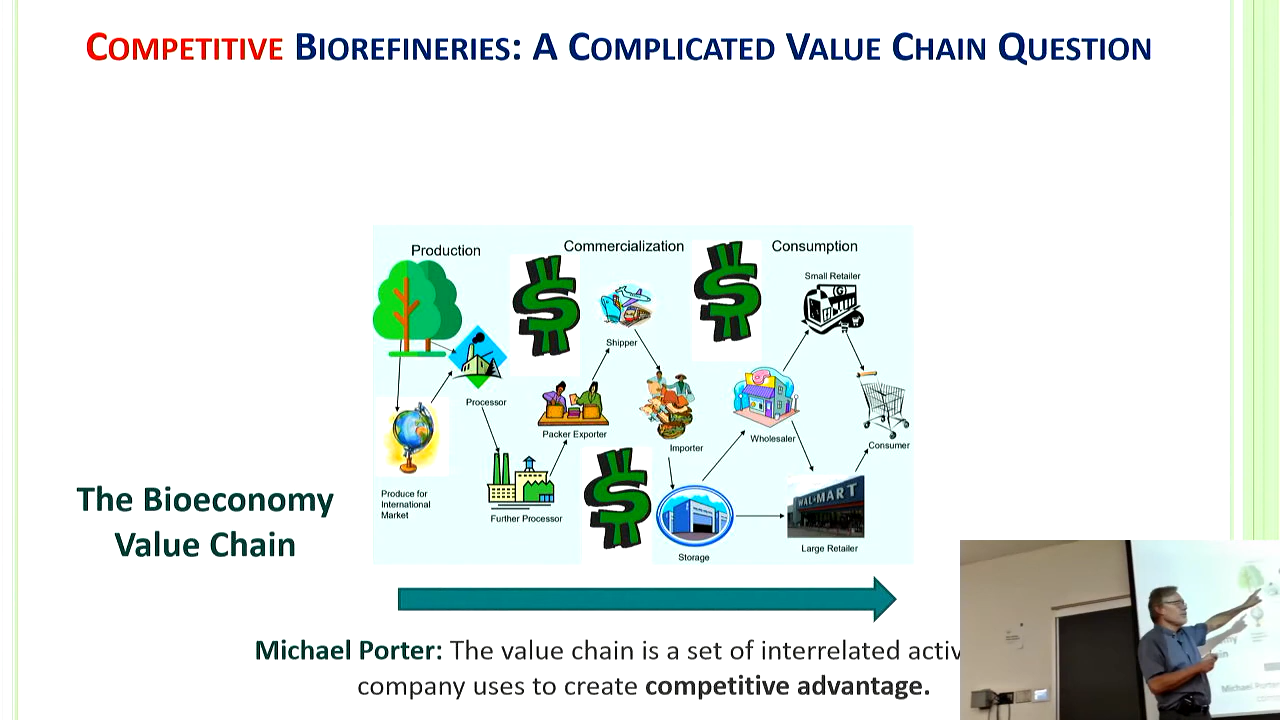 COMPETITIVE BIOREFINERIES: A COMPLICATED VALUE CHAIN QUESTION
Production
Commercialization
Consumption
Small Retailer
Shipper
Processor
Packer Exporter
Importer
Wholesaler
Consumer
Produce for
International
Market
Further Processor
Storage
WAL★MART
Large Retailer
The Bioeconomy
Value Chain
Michael Porter: The value chain is a set of interrelated
company uses to create competitive advantage.
Michael Porter